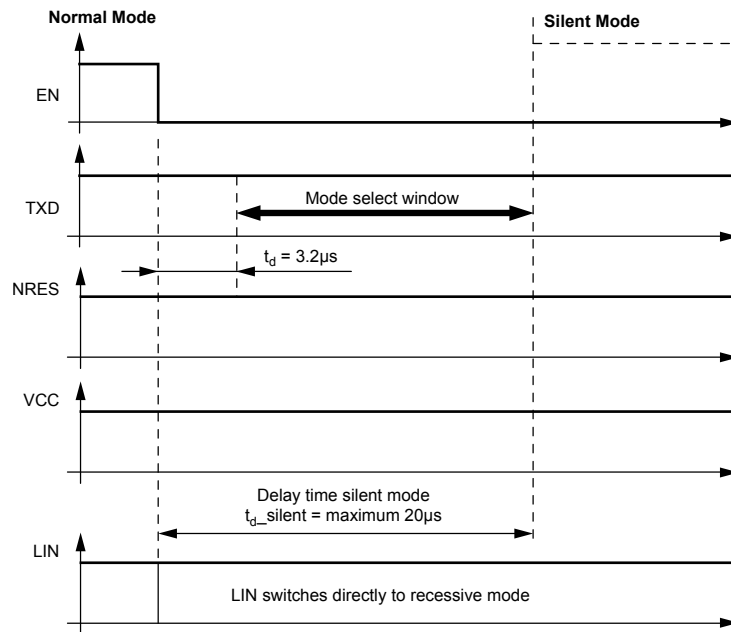 Normal Mode
Silent Mode
EN
TXD
Mode select window
t_d = 3.2µs
NRES
VCC
Delay time silent mode
t_d_silent = maximum 20µs
LIN
LIN switches directly to recessive mode